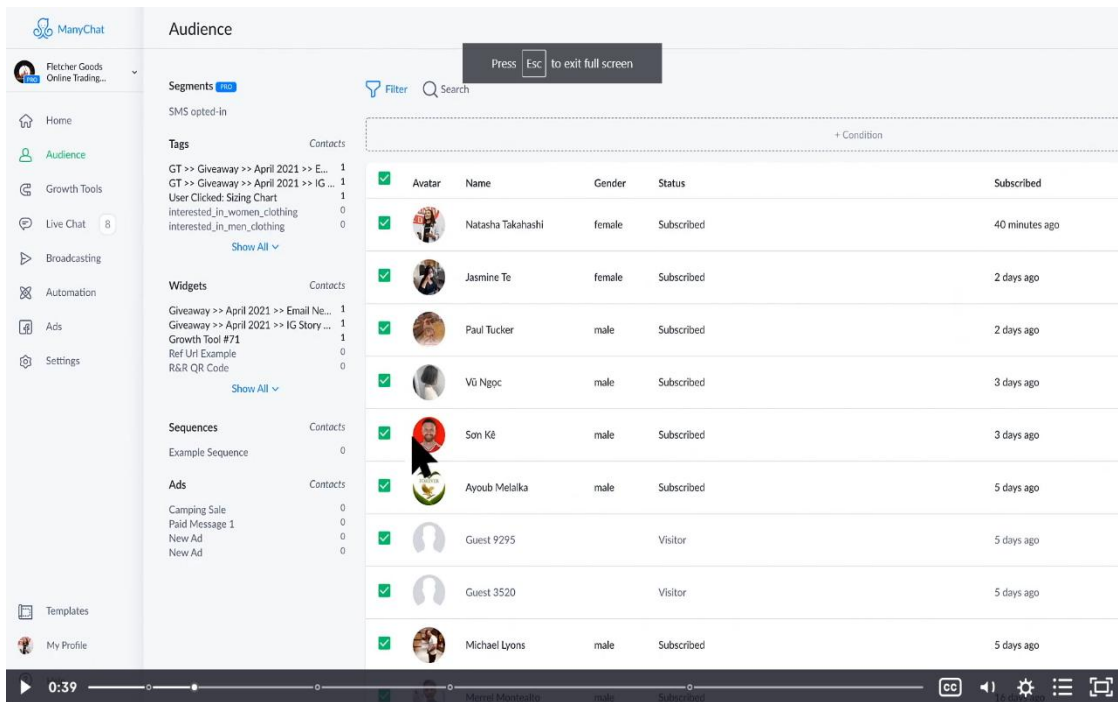 ManyChat
Audience
Fletcher Goods
Online Trading...
PRO
Press Esc to exit full screen
Home
Audience
Growth Tools
Live Chat 8
Broadcasting
Automation
Ads
Settings
Templates
My Profile
Segments PRO
SMS opted-in
Tags Contacts
GT >> Giveaway >> April 2021 >> E... 1
GT >> Giveaway >> April 2021 >> IG ... 1
User Clicked: Sizing Chart 1
interested_in_women_clothing 0
interested_in_men_clothing 0
Show All
Widgets Contacts
Giveaway >> April 2021 >> Email Ne... 1
Giveaway >> April 2021 >> IG Story ... 1
Growth Tool #71 1
Ref Url Example 0
R&R QR Code 0
Show All
Sequences Contacts
Example Sequence 0
Ads Contacts
Camping Sale 0
Paid Message 1 0
New Ad 0
New Ad 0
Filter Search
+ Condition
Avatar Name Gender Status Subscribed
Natasha Takahashi female Subscribed 40 minutes ago
Jasmine Te female Subscribed 2 days ago
Paul Tucker male Subscribed 2 days ago
Vũ Ngọc male Subscribed 3 days ago
Sơn Kê male Subscribed 3 days ago
Ayoub Melalka male Subscribed 5 days ago
Guest 9295 Visitor 5 days ago
Guest 3520 Visitor 5 days ago
Michael Lyons male Subscribed 5 days ago
male Subscribed 16 days ago
0:39
CC